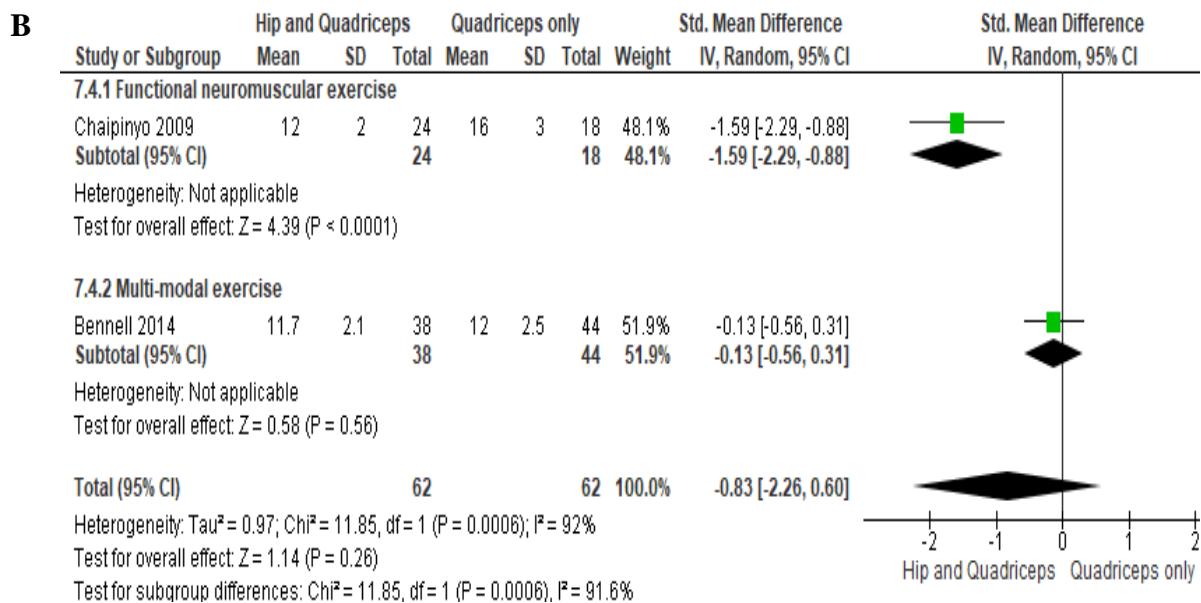 B
Hip and Quadriceps Quadriceps only Std. Mean Difference Std. Mean Difference
Study or Subgroup Mean SD Total Mean SD Total Weight IV, Random, 95% CI IV, Random, 95% CI
7.4.1 Functional neuromuscular exercise
Chaipinyo 2009 12 2 24 16 3 18 48.1% -1.59 [-2.29, -0.88]
Subtotal (95% CI) 24 18 48.1% -1.59 [-2.29, -0.88]
Heterogeneity: Not applicable
Test for overall effect: Z = 4.39 (P < 0.0001)
7.4.2 Multi-modal exercise
Bennell 2014 11.7 2.1 38 12 2.5 44 51.9% -0.13 [-0.56, 0.31]
Subtotal (95% CI) 38 44 51.9% -0.13 [-0.56, 0.31]
Heterogeneity: Not applicable
Test for overall effect: Z = 0.58 (P = 0.56)
Total (95% CI) 62 62 100.0% -0.83 [-2.26, 0.60]
Heterogeneity: Tau² = 0.97; Chi² = 11.85, df = 1 (P = 0.0006); I² = 92%
Test for overall effect: Z = 1.14 (P = 0.26)
Test for subgroup differences: Chi² = 11.85, df = 1 (P = 0.0006), I² = 91.6%
-2 -1 0 1 2
Hip and Quadriceps Quadriceps only